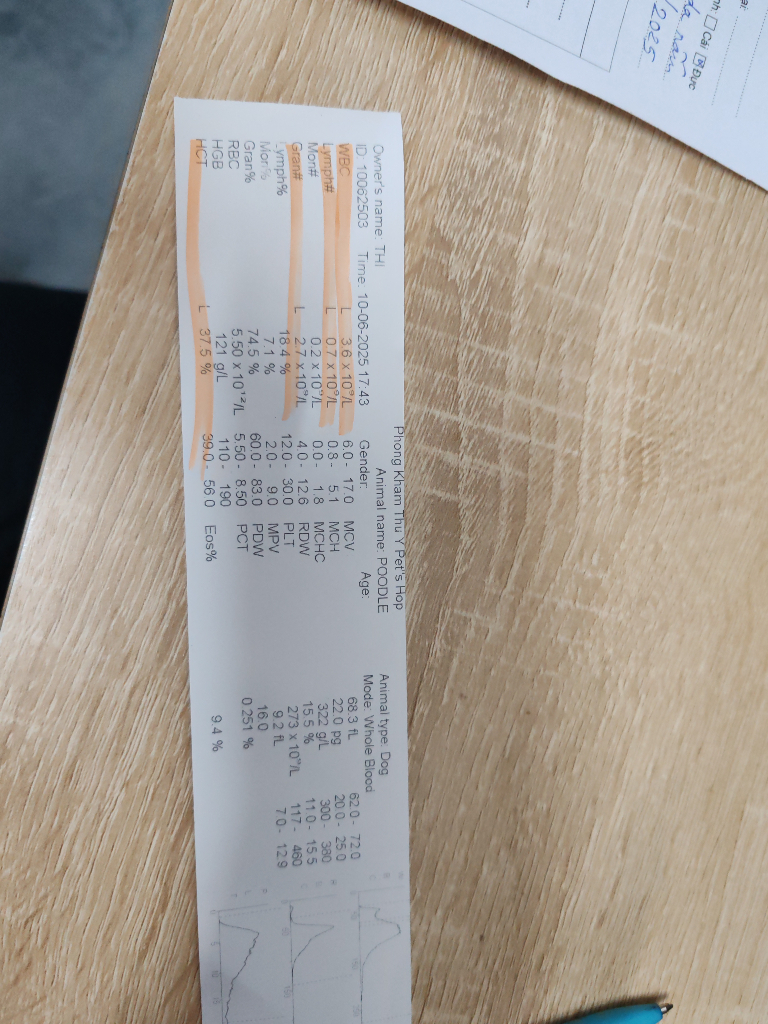 Phong Kham Thu Y Pet's Hop
Owner's name: THI Animal name: POODLE Animal type: Dog
ID: 10062503 Time: 10-06-2025 17:43 Gender: Age: Mode: Whole Blood
WBC L 3.6 x 10⁹/L 6.0 - 17.0 MCV 68.3 fL 62.0 - 72.0
Lymph# L 0.7 x 10⁹/L 0.8 - 5.1 MCH 22.0 pg 20.0 - 25.0
Mon# 0.2 x 10⁹/L 0.0 - 1.8 MCHC 322 g/L 300 - 380
Gran# L 2.7 x 10⁹/L 4.0 - 12.6 RDW 15.5 % 11.0 - 15.5
Lymph% 18.4 % 12.0 - 30.0 PLT 273 x 10⁹/L 117 - 460
Mon% 7.1 % 2.0 - 9.0 MPV 9.2 fL 7.0 - 12.9
Gran% 74.5 % 60.0 - 83.0 PDW 16.0
RBC 5.50 x 10¹²/L 5.50 - 8.50 PCT 0.251 %
HGB 121 g/L 110 - 190
HCT L 37.5 % 39.0 - 56.0 Eos% 9.4 %
Cái Đực
2025